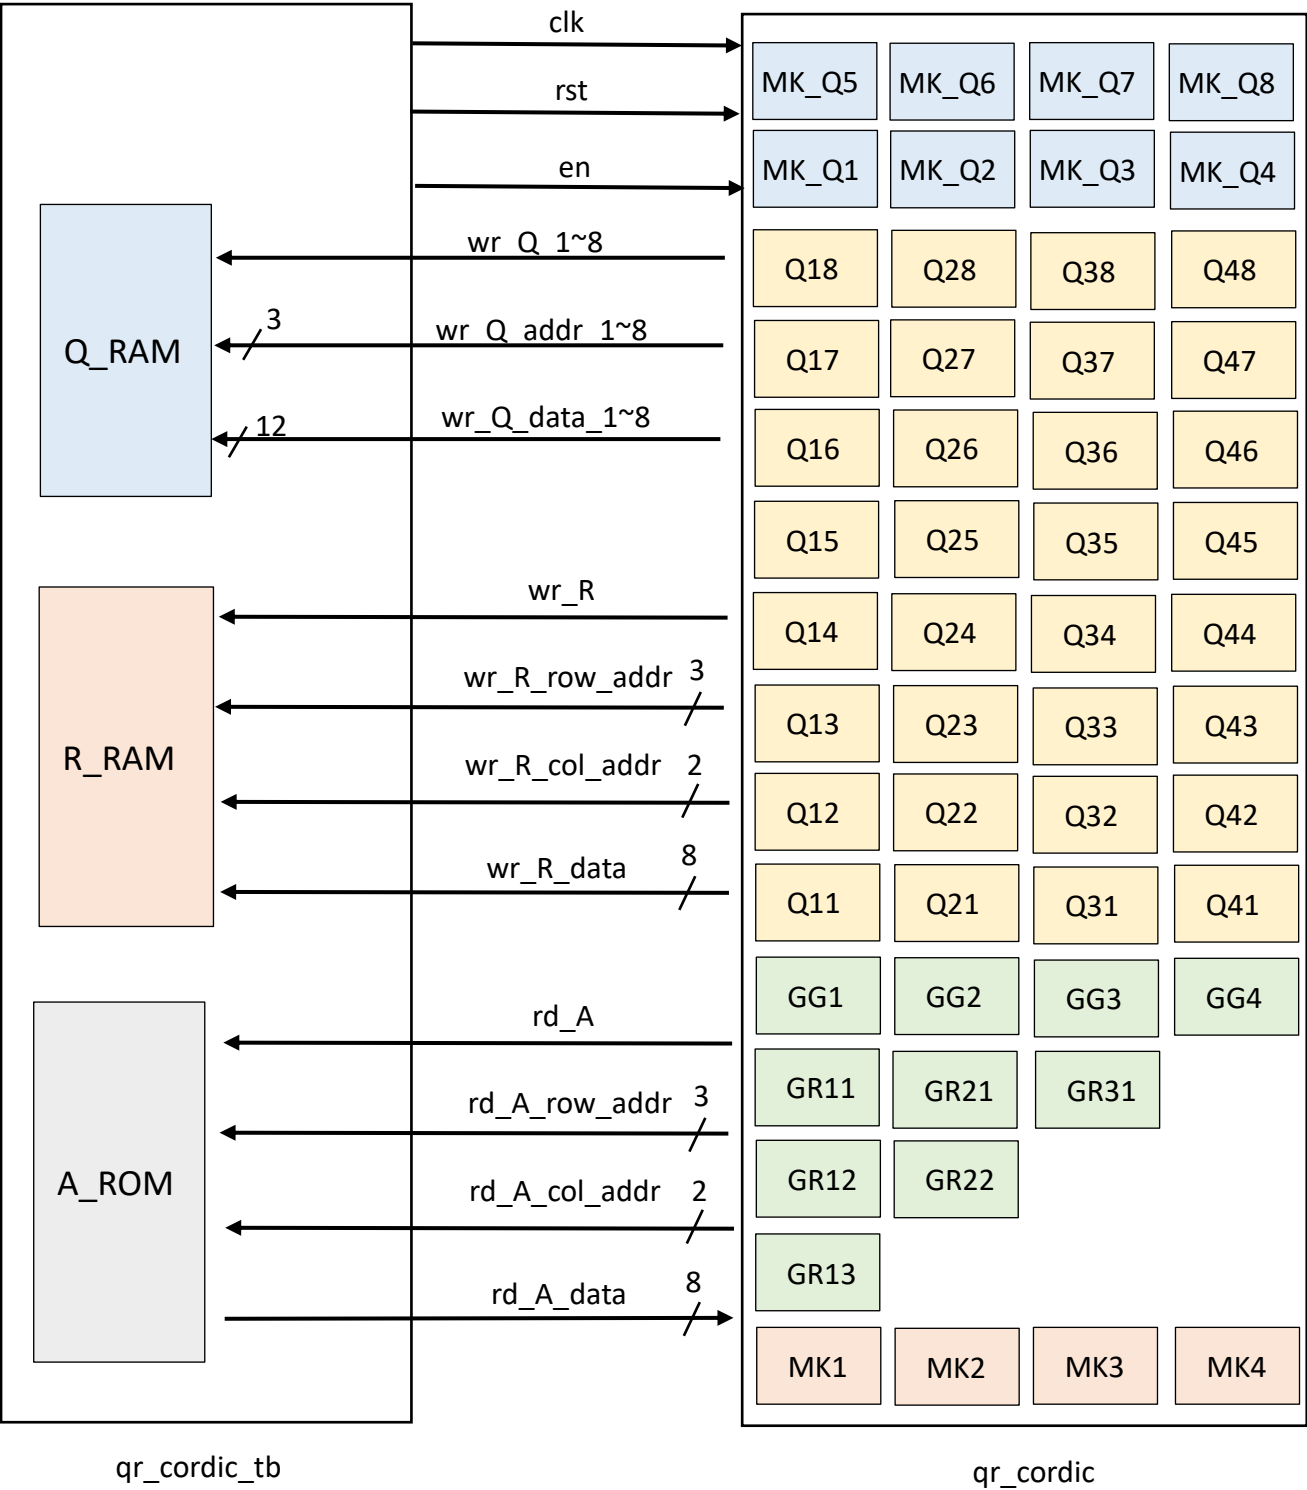 clk
rst
en
wr_Q_1~8
3
wr_Q_addr_1~8
12
wr_Q_data_1~8
Q_RAM
wr_R
wr_R_row_addr 3
wr_R_col_addr 2
wr_R_data 8
R_RAM
rd_A
rd_A_row_addr 3
rd_A_col_addr 2
rd_A_data 8
A_ROM
MK_Q5 MK_Q6 MK_Q7 MK_Q8
MK_Q1 MK_Q2 MK_Q3 MK_Q4
Q18 Q28 Q38 Q48
Q17 Q27 Q37 Q47
Q16 Q26 Q36 Q46
Q15 Q25 Q35 Q45
Q14 Q24 Q34 Q44
Q13 Q23 Q33 Q43
Q12 Q22 Q32 Q42
Q11 Q21 Q31 Q41
GG1 GG2 GG3 GG4
GR11 GR21 GR31
GR12 GR22
GR13
MK1 MK2 MK3 MK4
qr_cordic_tb
qr_cordic